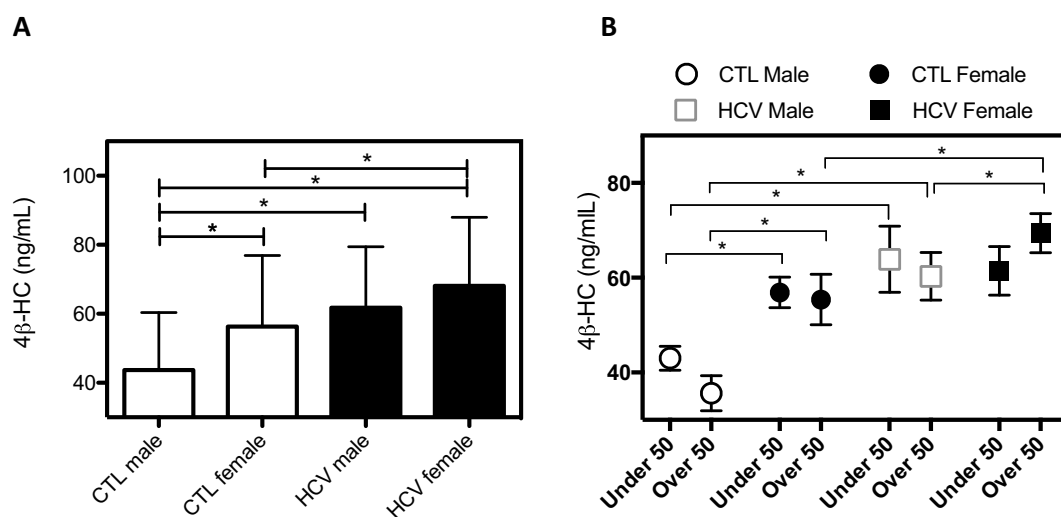 A
4β-HC (ng/mL)
100
80
60
40
*
*
*
*
CTL male
CTL female
HCV male
HCV female
B
CTL Male
CTL Female
HCV Male
HCV Female
4β-HC (ng/mlL)
80
60
40
*
*
*
*
*
*
Under 50
Over 50
Under 50
Over 50
Under 50
Over 50
Under 50
Over 50